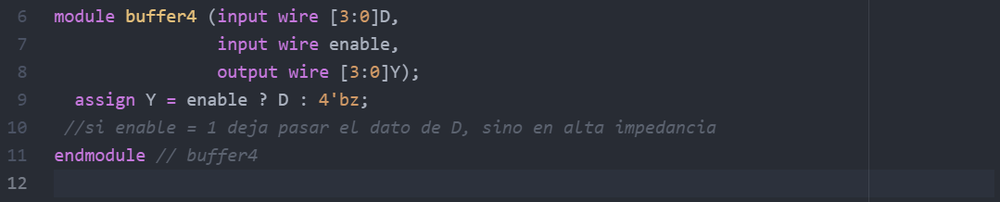 6 module buffer4 (input wire [3:0]D,
7 input wire enable,
8 output wire [3:0]Y);
9 assign Y = enable ? D : 4'bz;
10 //si enable = 1 deja pasar el dato de D, sino en alta impedancia
11 endmodule // buffer4
12